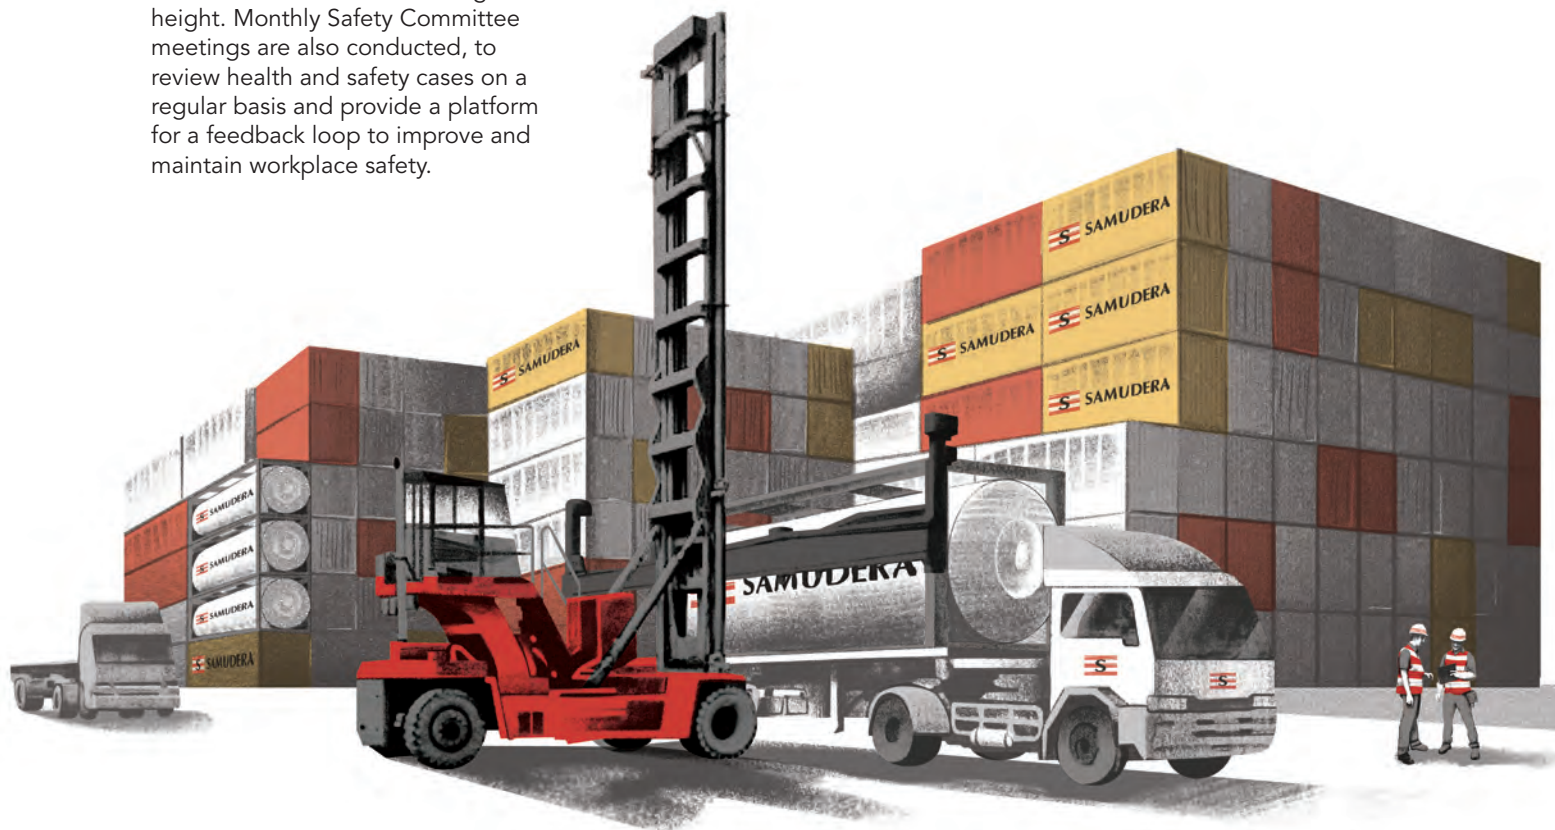 height. Monthly Safety Committee
meetings are also conducted, to
review health and safety cases on a
regular basis and provide a platform
for a feedback loop to improve and
maintain workplace safety.
S SAMUDERA
S SAMUDERA
S SAMUDERA
S SAMUDERA
S SAMUDERA
S SAMUDERA
S SAMUDERA
S SAMUDERA
SAMUDERA
S SAMUDERA
S SAMUDERA
S
S